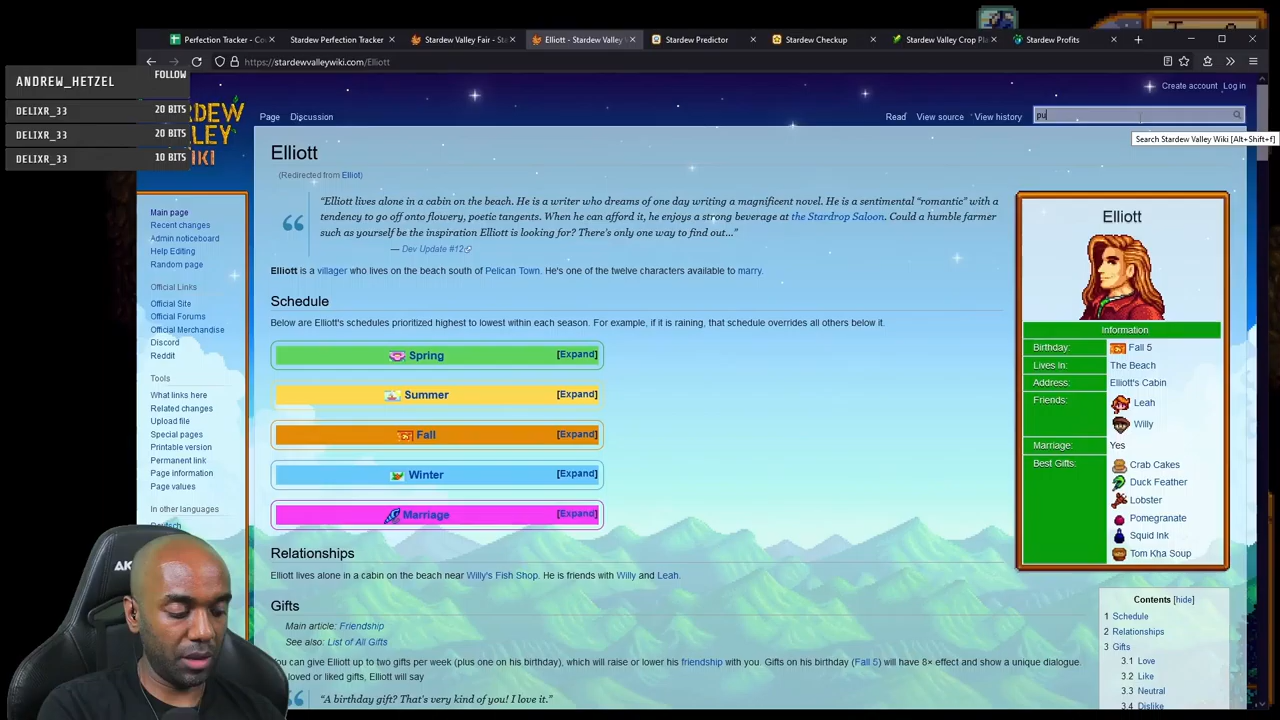 Perfection Tracker - Co
Stardew Perfection Tracker
Stardew Valley Fair - Sta
Elliott - Stardew Valley
Stardew Predictor
Stardew Checkup
Stardew Valley Crop Pla
Stardew Profits
https://stardewvalleywiki.com/Elliott
ANDREW_HETZEL FOLLOW
DELIXR_33 20 BITS
DELIXR_33 20 BITS
DELIXR_33 10 BITS
Create account Log in
Page Discussion
Read View source View history
pu
Search Stardew Valley Wiki [Alt+Shift+f]
Main page
Recent changes
Admin noticeboard
Help Editing
Random page
Official Links
Official Site
Official Forums
Official Merchandise
Discord
Reddit
Tools
What links here
Related changes
Upload file
Special pages
Printable version
Permanent link
Page information
Page values
In other languages
Deutsch
Elliott
(Redirected from Elliot)
“Elliott lives alone in a cabin on the beach. He is a writer who dreams of one day writing a magnificent novel. He is a sentimental “romantic” with a
tendency to go off onto flowery, poetic tangents. When he can afford it, he enjoys a strong beverage at the Stardrop Saloon. Could a humble farmer
such as yourself be the inspiration Elliott is looking for? There's only one way to find out...”
— Dev Update #12
Elliott is a villager who lives on the beach south of Pelican Town. He's one of the twelve characters available to marry.
Schedule
Below are Elliott's schedules prioritized highest to lowest within each season. For example, if it is raining, that schedule overrides all others below it.
Spring [Expand]
Summer [Expand]
Fall [Expand]
Winter [Expand]
Marriage [Expand]
Relationships
Elliott lives alone in a cabin on the beach near Willy's Fish Shop. He is friends with Willy and Leah.
Gifts
Main article: Friendship
See also: List of All Gifts
You can give Elliott up to two gifts per week (plus one on his birthday), which will raise or lower his friendship with you. Gifts on his birthday (Fall 5) will have 8× effect and show a unique dialogue.
loved or liked gifts, Elliott will say
“A birthday gift? That's very kind of you! I love it.”
Elliott
Information
Birthday: Fall 5
Lives In: The Beach
Address: Elliott's Cabin
Friends: Leah
Willy
Marriage: Yes
Best Gifts: Crab Cakes
Duck Feather
Lobster
Pomegranate
Squid Ink
Tom Kha Soup
Contents [hide]
1 Schedule
2 Relationships
3 Gifts
3.1 Love
3.2 Like
3.3 Neutral
3.4 Dislike